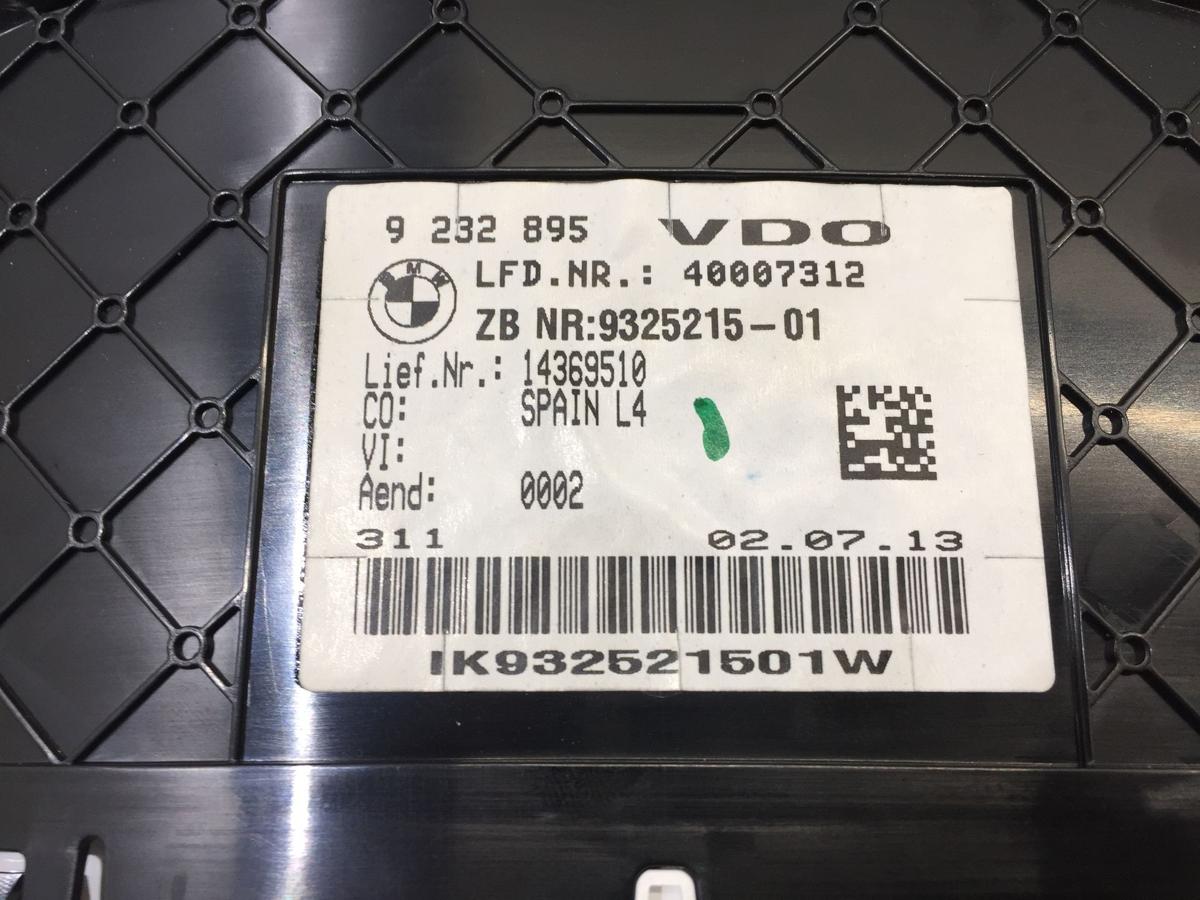 9 232 895 VDO
BMW
LFD.NR.: 40007312
ZB NR:9325215-01
Lief.Nr.: 14369510
CO: SPAIN L4
VI:
Aend: 0002
311 02.07.13
IK932521501W